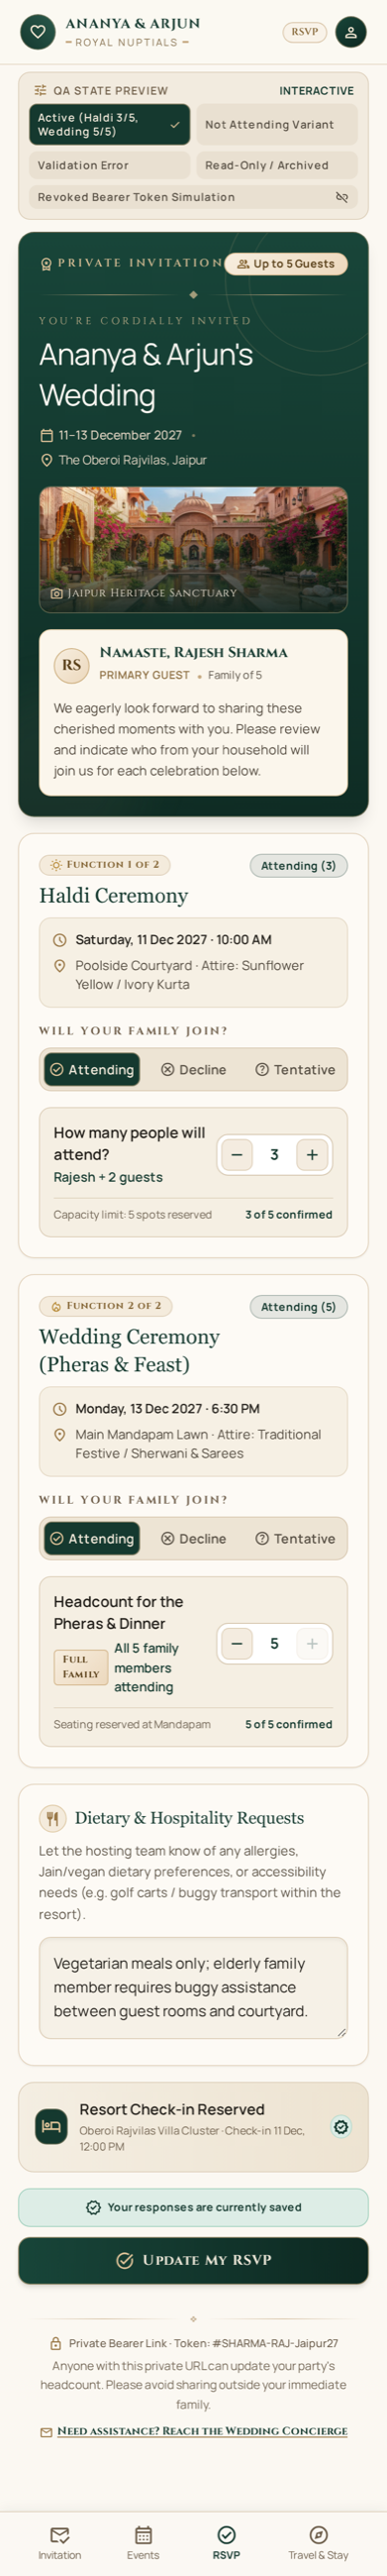 ANANYA & ARJUN
ROYAL NUPTIALS
RSVP
QA STATE PREVIEW
INTERACTIVE
Active (Haldi 3/5,
Wedding 5/5)
Not Attending Variant
Validation Error
Read-Only / Archived
Revoked Bearer Token Simulation
PRIVATE INVITATION
Up to 5 Guests
YOU'RE CORDIALLY INVITED
Ananya & Arjun's
Wedding
11–13 December 2027 •
The Oberoi Rajvilas, Jaipur
Jaipur Heritage Sanctuary
RS
Namaste, Rajesh Sharma
PRIMARY GUEST • Family of 5
We eagerly look forward to sharing these
cherished moments with you. Please review
and indicate who from your household will
join us for each celebration below.
Function 1 of 2
Attending (3)
Haldi Ceremony
Saturday, 11 Dec 2027 · 10:00 AM
Poolside Courtyard · Attire: Sunflower
Yellow / Ivory Kurta
WILL YOUR FAMILY JOIN?
Attending
Decline
Tentative
How many people will
attend?
Rajesh + 2 guests
− 3 +
Capacity limit: 5 spots reserved
3 of 5 confirmed
Function 2 of 2
Attending (5)
Wedding Ceremony
(Pheras & Feast)
Monday, 13 Dec 2027 · 6:30 PM
Main Mandapam Lawn · Attire: Traditional
Festive / Sherwani & Sarees
WILL YOUR FAMILY JOIN?
Attending
Decline
Tentative
Headcount for the
Pheras & Dinner
Full
Family
All 5 family
members
attending
− 5 +
Seating reserved at Mandapam
5 of 5 confirmed
Dietary & Hospitality Requests
Let the hosting team know of any allergies,
Jain/vegan dietary preferences, or accessibility
needs (e.g. golf carts / buggy transport within the
resort).
Vegetarian meals only; elderly family
member requires buggy assistance
between guest rooms and courtyard.
Resort Check-in Reserved
Oberoi Rajvilas Villa Cluster · Check-in 11 Dec,
12:00 PM
Your responses are currently saved
Update My RSVP
Private Bearer Link · Token: #SHARMA-RAJ-Jaipur27
Anyone with this private URL can update your party's
headcount. Please avoid sharing outside your immediate
family.
Need assistance? Reach the Wedding Concierge
Invitation
Events
RSVP
Travel & Stay